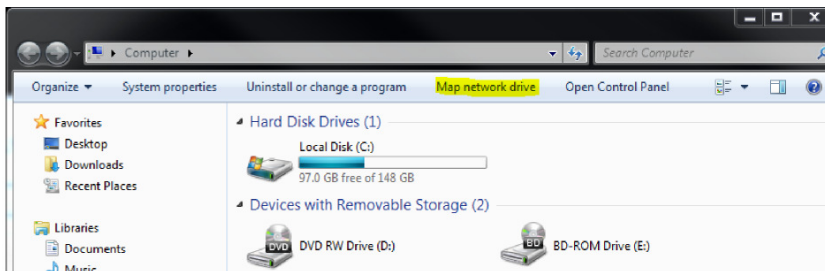 Computer
Search Computer
Organize System properties Uninstall or change a program Map network drive Open Control Panel
Favorites
Desktop
Downloads
Recent Places
Libraries
Documents
Music
Hard Disk Drives (1)
Local Disk (C:)
97.0 GB free of 148 GB
Devices with Removable Storage (2)
DVD
DVD RW Drive (D:)
BD
BD-ROM Drive (E:)